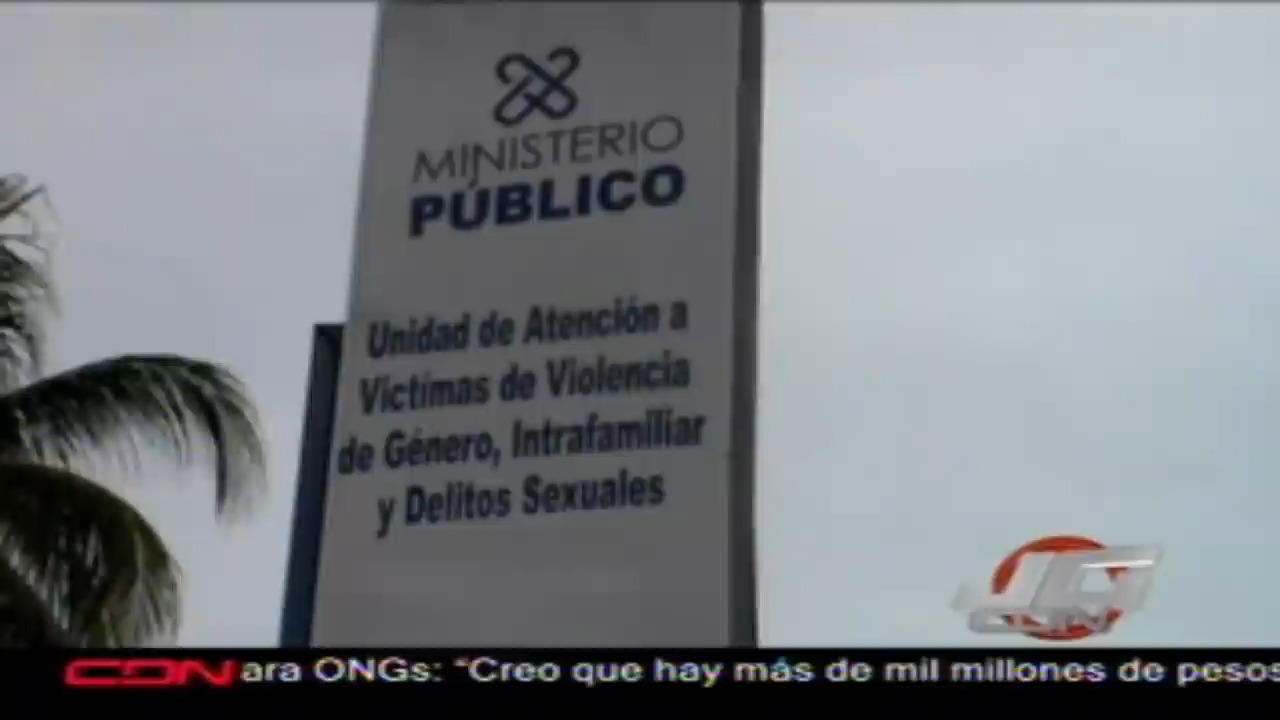 MINISTERIO
PÚBLICO
Unidad de Atención a
Víctimas de Violencia
de Género, Intrafamiliar
y Delitos Sexuales
CDN ara ONGs: "Creo que hay más de mil millones de pesos